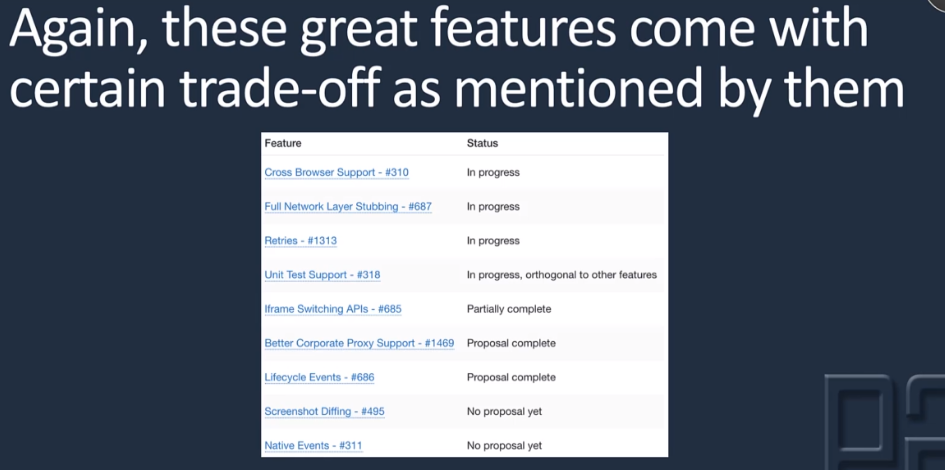 Again, these great features come with
certain trade-off as mentioned by them
Feature Status
Cross Browser Support - #310 In progress
Full Network Layer Stubbing - #687 In progress
Retries - #1313 In progress
Unit Test Support - #318 In progress, orthogonal to other features
Iframe Switching APIs - #685 Partially complete
Better Corporate Proxy Support - #1469 Proposal complete
Lifecycle Events - #686 Proposal complete
Screenshot Diffing - #495 No proposal yet
Native Events - #311 No proposal yet